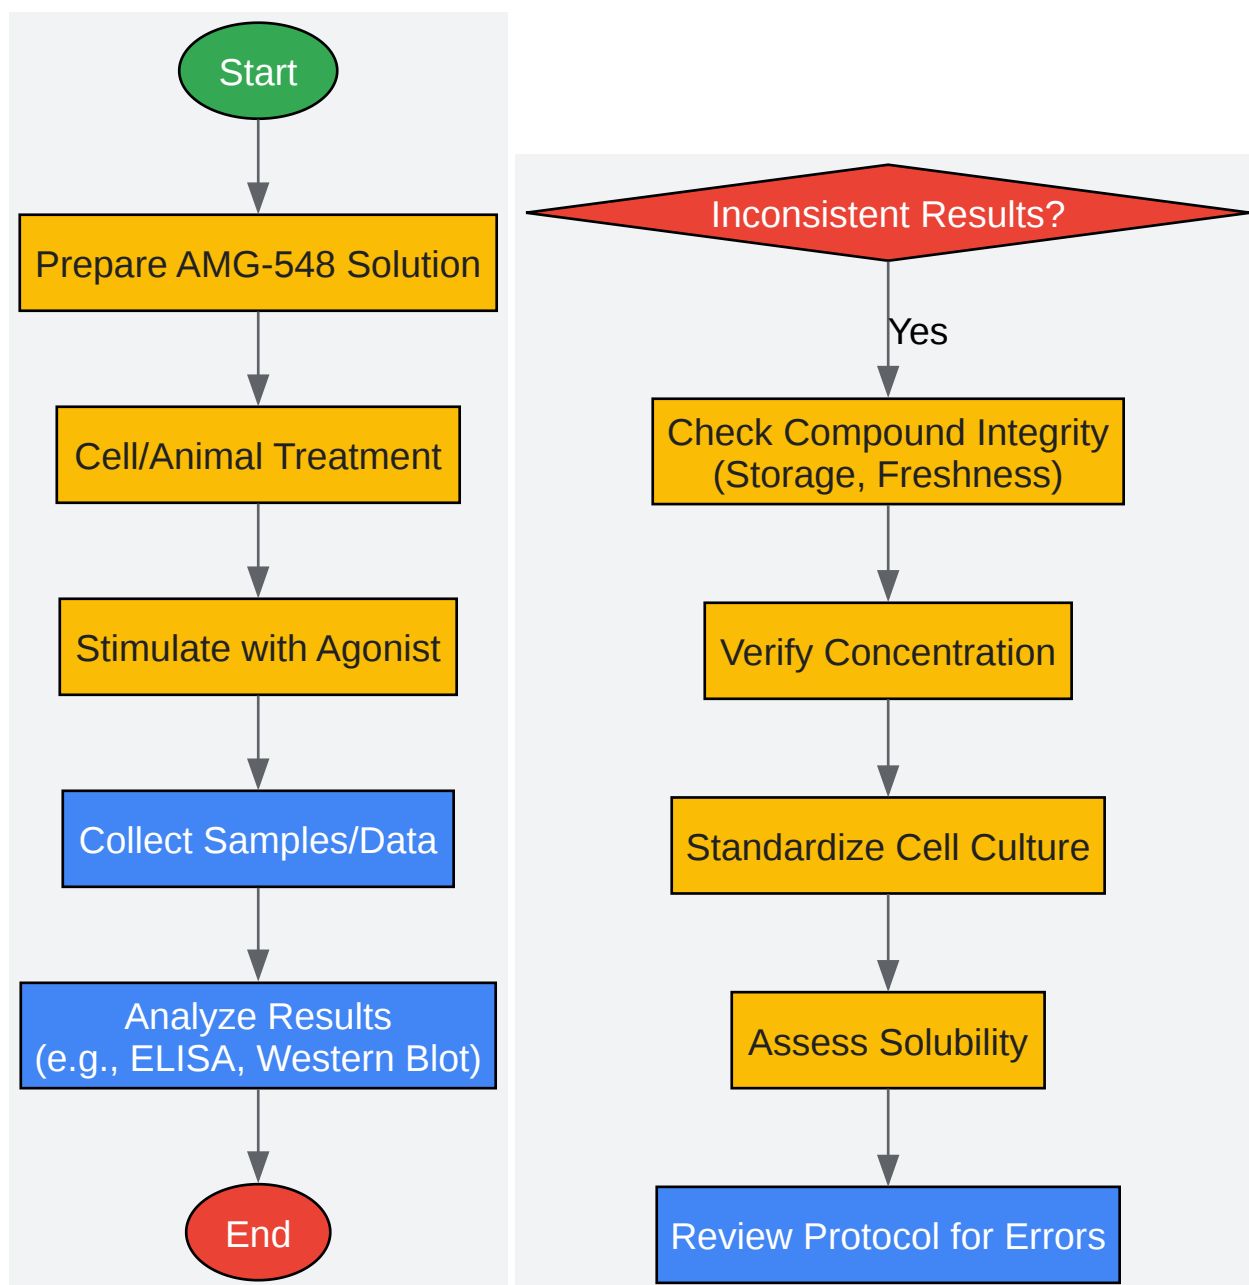 Start
Prepare AMG-548 Solution
Cell/Animal Treatment
Stimulate with Agonist
Collect Samples/Data
Analyze Results
(e.g., ELISA, Western Blot)
End
Inconsistent Results?
Yes
Check Compound Integrity
(Storage, Freshness)
Verify Concentration
Standardize Cell Culture
Assess Solubility
Review Protocol for Errors